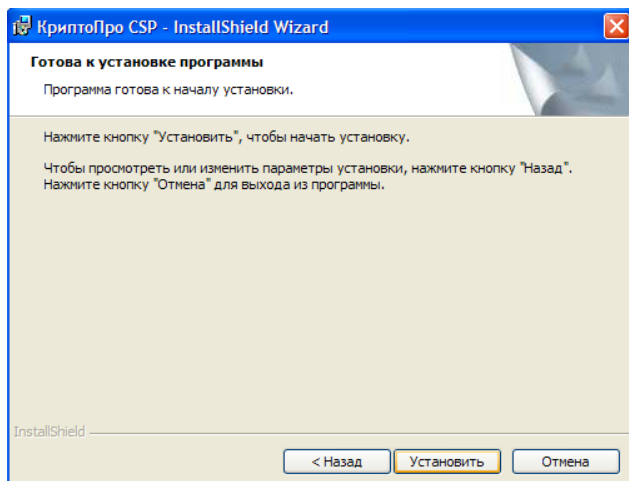 КриптоПро CSP - InstallShield Wizard
Готова к установке программы
Программа готова к началу установки.
Нажмите кнопку "Установить", чтобы начать установку.
Чтобы просмотреть или изменить параметры установки, нажмите кнопку "Назад".
Нажмите кнопку "Отмена" для выхода из программы.
InstallShield
< Назад
Установить
Отмена